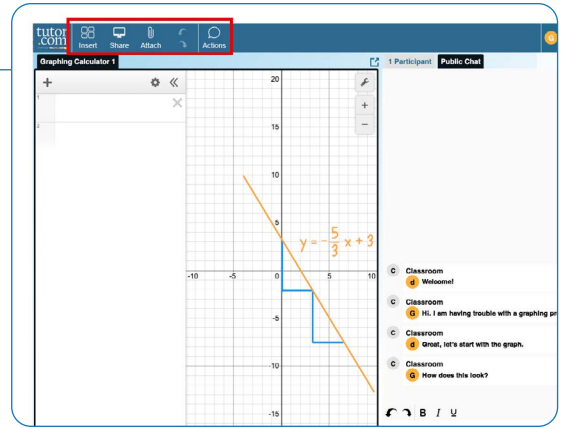 tutor
.com
Insert Share Attach Actions
G
Graphing Calculator 1
1 Participant Public Chat
1
2
20
15
10
5
0
-5
-10
-15
-10 -5 5 10
+
−
y = -5/3 x + 3
C Classroom
d Welcome!
C Classroom
G Hi. I am having trouble with a graphing pr
C Classroom
d Great, let's start with the graph.
C Classroom
G How does this look?
B I U